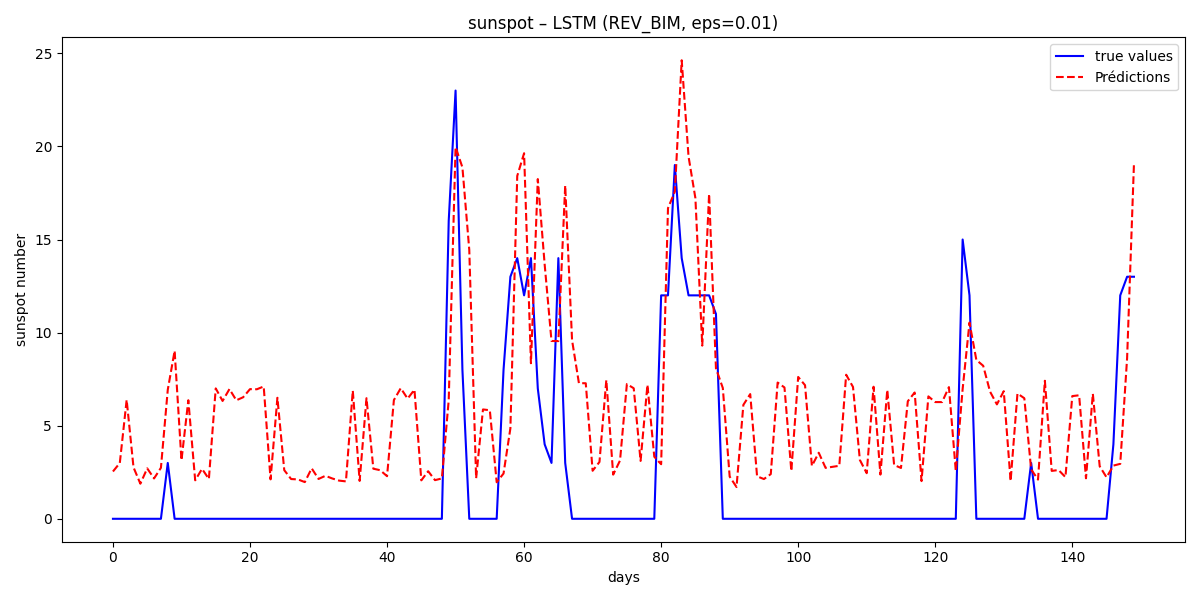 sunspot – LSTM (REV_BIM, eps=0.01)
true values
Prédictions
sunspot number
25
20
15
10
5
0
0 20 40 60 80 100 120 140
days